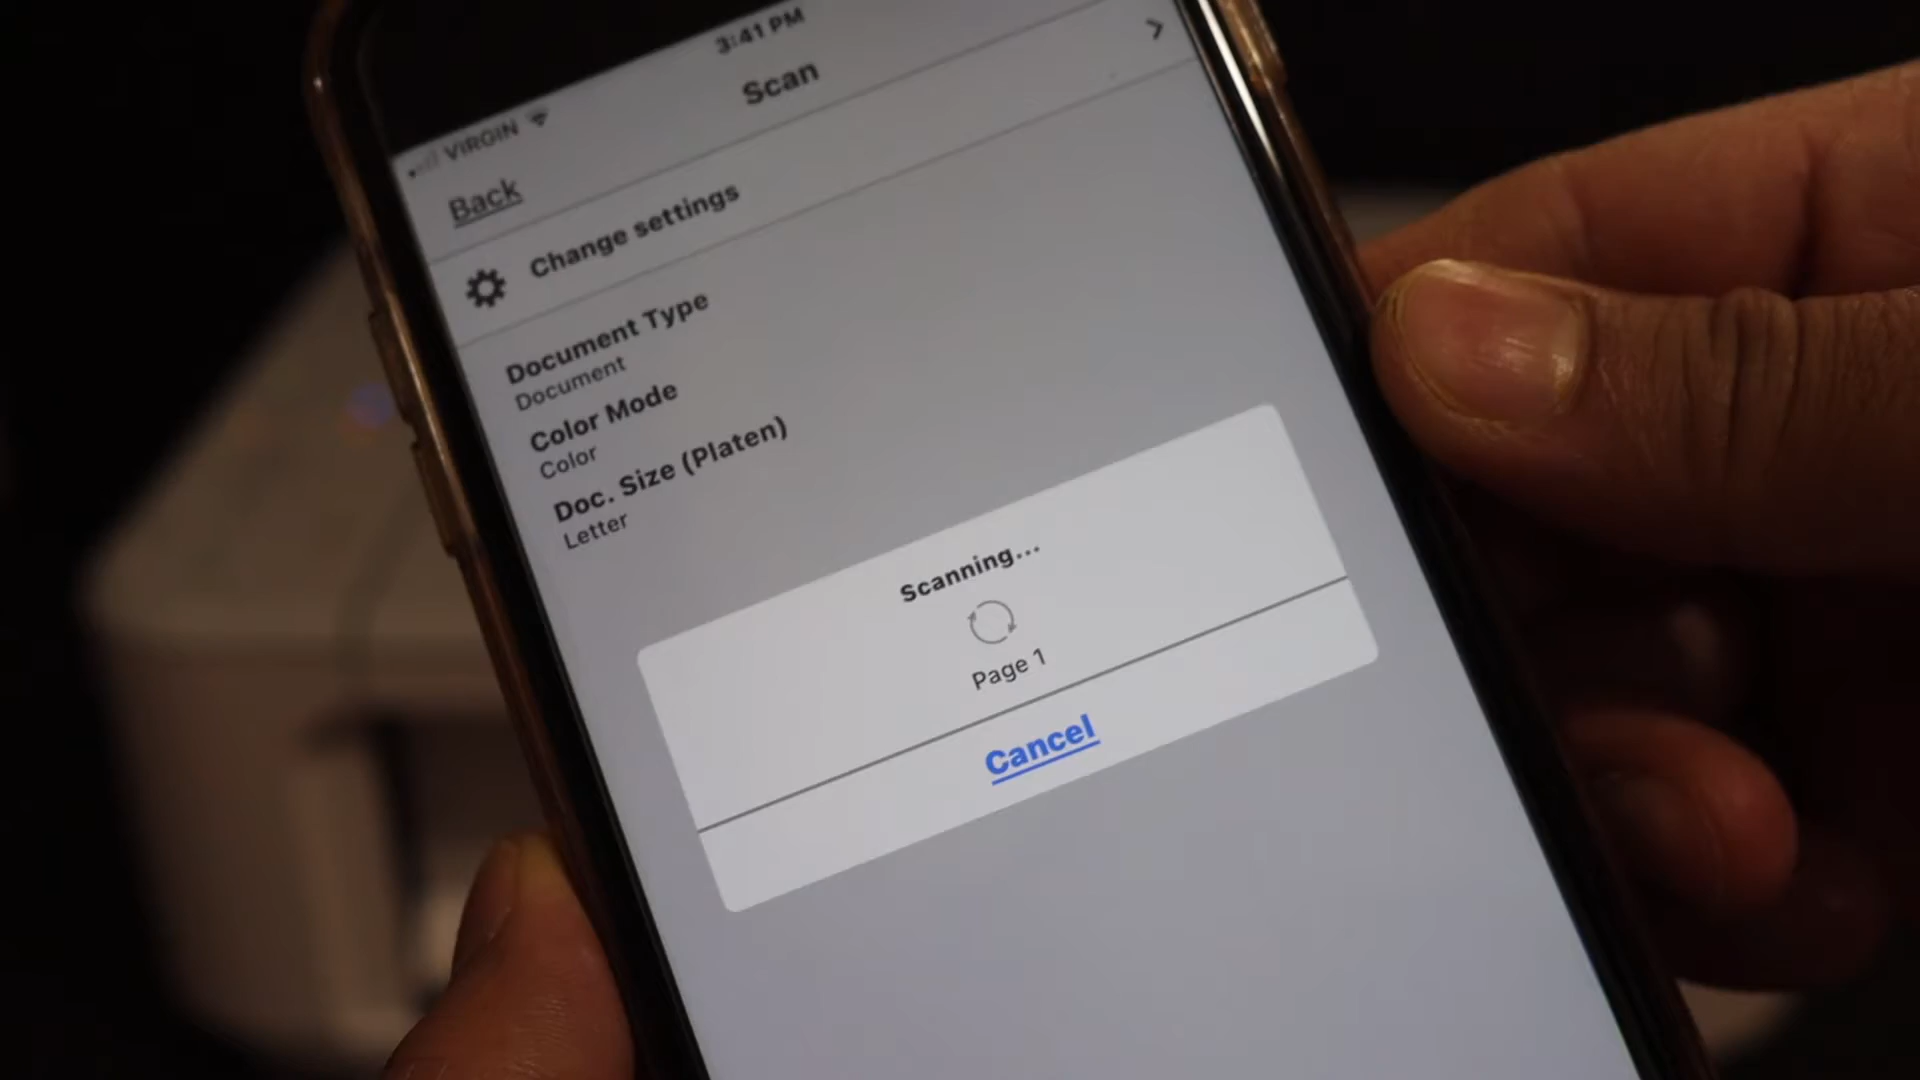 3:41 PM
VIRGIN
Scan
Back
Change settings
Document Type
Document
Color Mode
Color
Doc. Size (Platen)
Letter
Scanning...
Page 1
Cancel